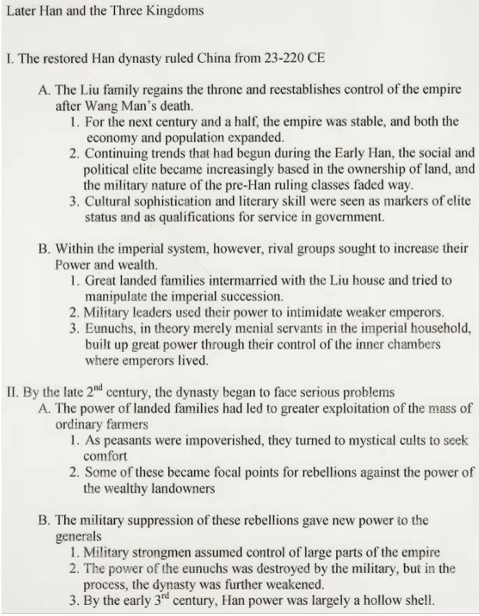 Later Han and the Three Kingdoms
I. The restored Han dynasty ruled China from 23-220 CE
A. The Liu family regains the throne and reestablishes control of the empire
after Wang Man's death.
1. For the next century and a half, the empire was stable, and both the
economy and population expanded.
2. Continuing trends that had begun during the Early Han, the social and
political elite became increasingly based in the ownership of land, and
the military nature of the pre-Han ruling classes faded way.
3. Cultural sophistication and literary skill were seen as markers of elite
status and as qualifications for service in government.
B. Within the imperial system, however, rival groups sought to increase their
Power and wealth.
1. Great landed families intermarried with the Liu house and tried to
manipulate the imperial succession.
2. Military leaders used their power to intimidate weaker emperors.
3. Eunuchs, in theory merely menial servants in the imperial household,
built up great power through their control of the inner chambers
where emperors lived.
II. By the late 2nd century, the dynasty began to face serious problems
A. The power of landed families had led to greater exploitation of the mass of
ordinary farmers
1. As peasants were impoverished, they turned to mystical cults to seek
comfort
2. Some of these became focal points for rebellions against the power of
the wealthy landowners
B. The military suppression of these rebellions gave new power to the
generals
1. Military strongmen assumed control of large parts of the empire
2. The power of the eunuchs was destroyed by the military, but in the
process, the dynasty was further weakened.
3. By the early 3rd century, Han power was largely a hollow shell.